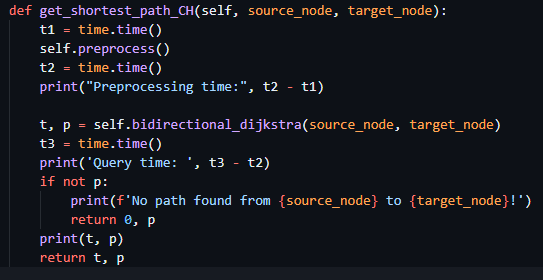 def get_shortest_path_CH(self, source_node, target_node):
    t1 = time.time()
    self.preprocess()
    t2 = time.time()
    print("Preprocessing time:", t2 - t1)

    t, p = self.bidirectional_dijkstra(source_node, target_node)
    t3 = time.time()
    print('Query time: ', t3 - t2)
    if not p:
        print(f'No path found from {source_node} to {target_node}!')
        return 0, p
    print(t, p)
    return t, p